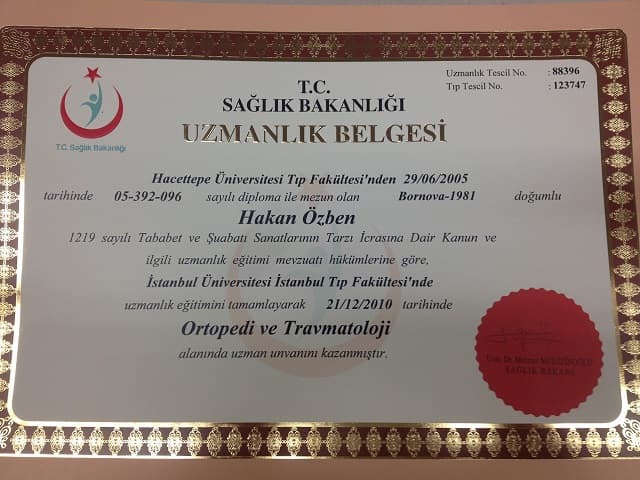 T.C. Sağlık Bakanlığı
T.C.
SAĞLIK BAKANLIĞI
UZMANLIK BELGESİ
Uzmanlık Tescil No. : 88396
Tıp Tescil No. : 123747
Hacettepe Üniversitesi Tıp Fakültesi'nden 29/06/2005
tarihinde 05-392-096 sayılı diploma ile mezun olan Bornova-1981 doğumlu
Hakan Özben
1219 sayılı Tababet ve Şuabatı Sanatlarının Tarzı İcrasına Dair Kanun ve
ilgili uzmanlık eğitimi mevzuatı hükümlerine göre,
İstanbul Üniversitesi İstanbul Tıp Fakültesi'nde
uzmanlık eğitimini tamamlayarak 21/12/2010 tarihinde
Ortopedi ve Travmatoloji
alanında uzman unvanını kazanmıştır.
SAĞLIK BAKANI